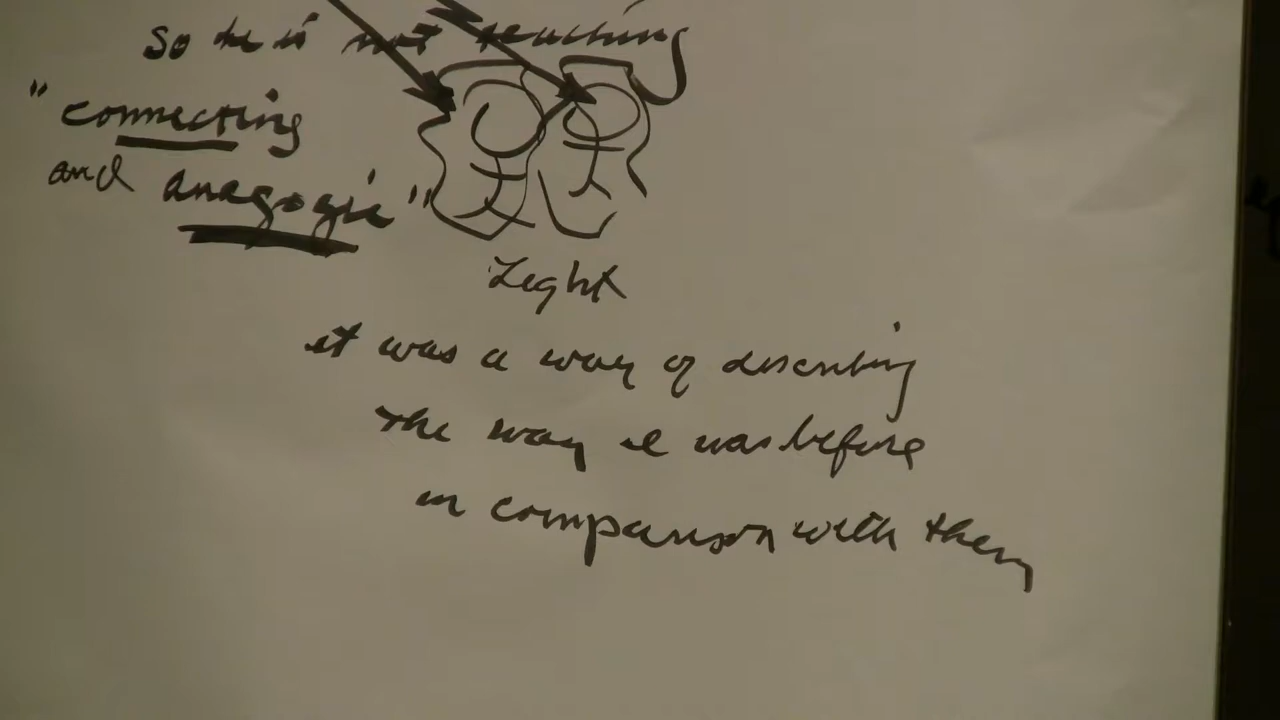 So he is not teaching
"connecting
and anagogic"
Light
it was a way of describing
the way it was before
in comparison with them